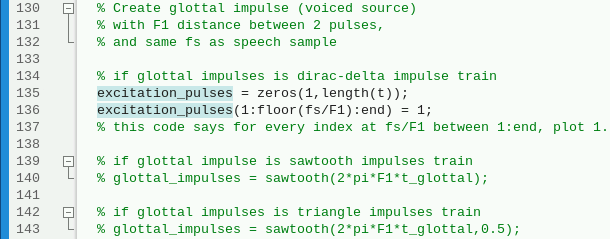 130 % Create glottal impulse (voiced source)
131 % with F1 distance between 2 pulses,
132 % and same fs as speech sample
133
134 % if glottal impulses is dirac-delta impulse train
135 excitation_pulses = zeros(1,length(t));
136 excitation_pulses(1:floor(fs/F1):end) = 1;
137 % this code says for every index at fs/F1 between 1:end, plot 1.
138
139 % if glottal impulse is sawtooth impulses train
140 % glottal_impulses = sawtooth(2*pi*F1*t_glottal);
141
142 % if glottal impulses is triangle impulses train
143 % glottal_impulses = sawtooth(2*pi*F1*t_glottal,0.5);